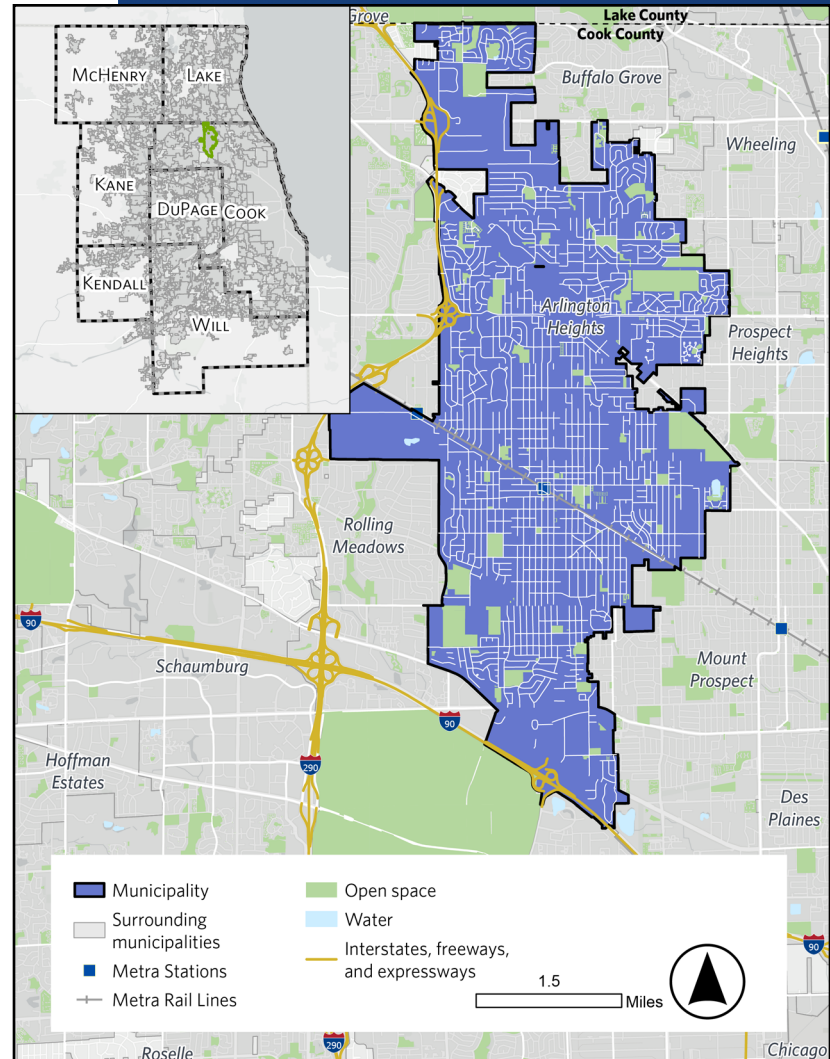 Grove
Lake County
Cook County
McHenry
Lake
Buffalo Grove
Wheeling
Kane
DuPage
Cook
Kendall
Will
Arlington
Heights
Prospect
Heights
Rolling
Meadows
90
Schaumburg
Mount
Prospect
90
Hoffman
Estates
290
Des
Plaines
Municipality
Surrounding
municipalities
Metra Stations
Metra Rail Lines
Open space
Water
Interstates, freeways,
and expressways
1.5
Miles
90
290
Roselle
Chicago